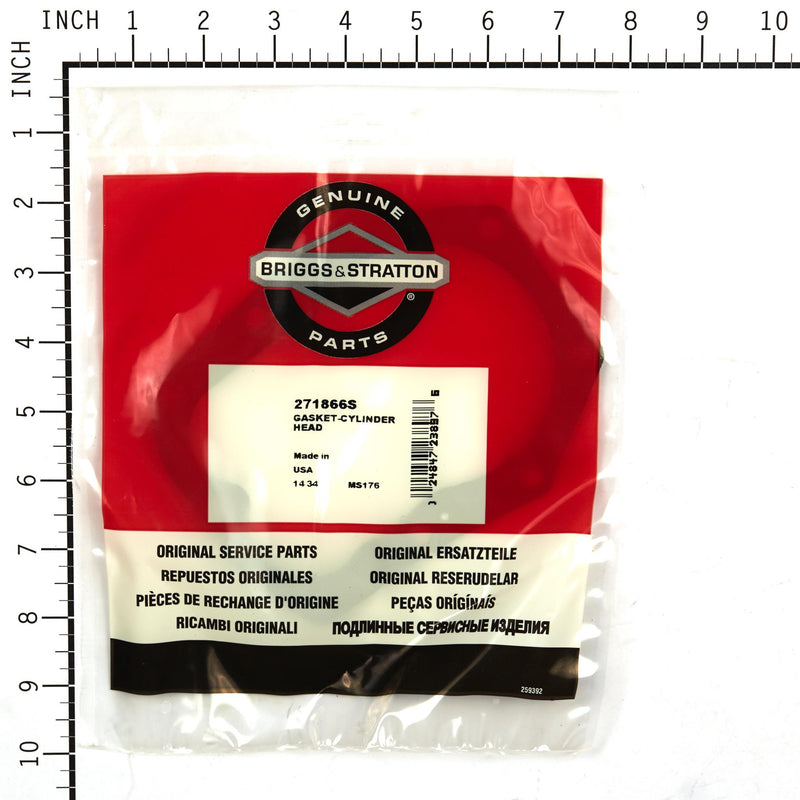 INCH 1 2 3 4 5 6 7 8 9 10
INCH
1
2
3
4
5
6
7
8
9
10
GENUINE
BRIGGS&STRATTON
®
PARTS
271866S
GASKET-CYLINDER
HEAD
Made in
USA
14 34 MS176
ORIGINAL SERVICE PARTS ORIGINAL ERSATZTEILE
REPUESTOS ORIGINALES ORIGINAL RESERUDELAR
PIÈCES DE RECHANGE D'ORIGINE PEÇAS ORÍGÍNAÍS
RICAMBI ORIGINALI ПОДЛИННЫЕ СЕРВИСНЫЕ ИЗДЕЛИЯ
259392